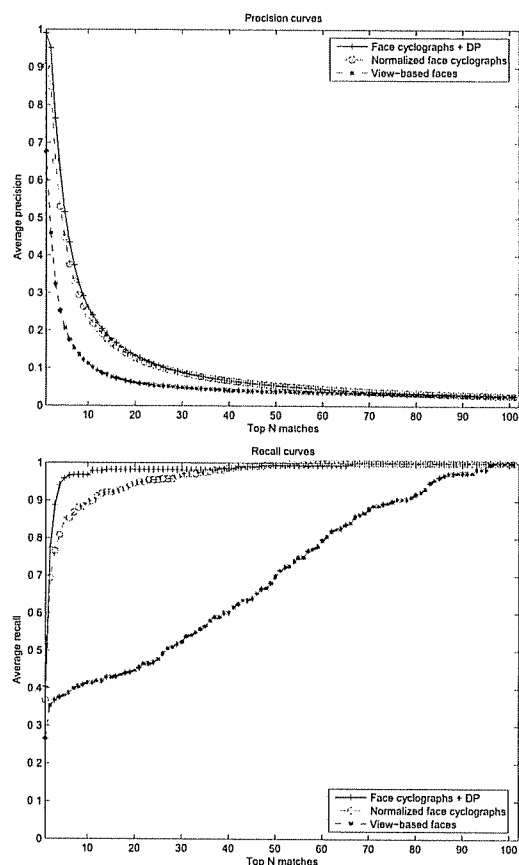 Precision curves
Face cyclographs + DP
Normalized face cyclographs
View-based faces
Average precision
1
0.9
0.8
0.7
0.6
0.5
0.4
0.3
0.2
0.1
0
10 20 30 40 50 60 70 80 90 100
Top N matches
Recall curves
Average recall
1
0.9
0.8
0.7
0.6
0.5
0.4
0.3
0.2
0.1
0
Face cyclographs + DP
Normalized face cyclographs
View-based faces
10 20 30 40 50 60 70 80 90 100
Top N matches